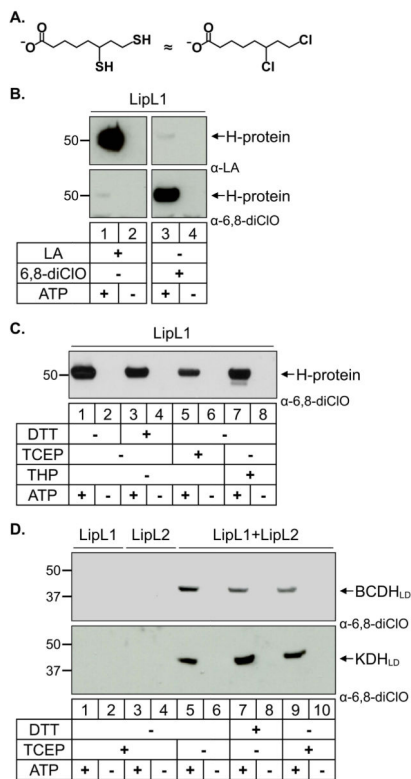 A.
O
⁻O
SH
SH
≈
O
⁻O
Cl
Cl
B.
LipL1
50
H-protein
α-LA
50
H-protein
α-6,8-diClO
1 2 3 4
LA + -
6,8-diClO - +
ATP + - + -
C.
LipL1
50
H-protein
α-6,8-diClO
1 2 3 4 5 6 7 8
DTT - + -
TCEP - + -
THP - +
ATP + - + - + - + -
D.
LipL1 LipL2 LipL1+LipL2
50
37
BCDH_LD
α-6,8-diClO
50
37
KDH_LD
α-6,8-diClO
1 2 3 4 5 6 7 8 9 10
DTT - + -
TCEP + - - +
ATP + - + - + - + - + -